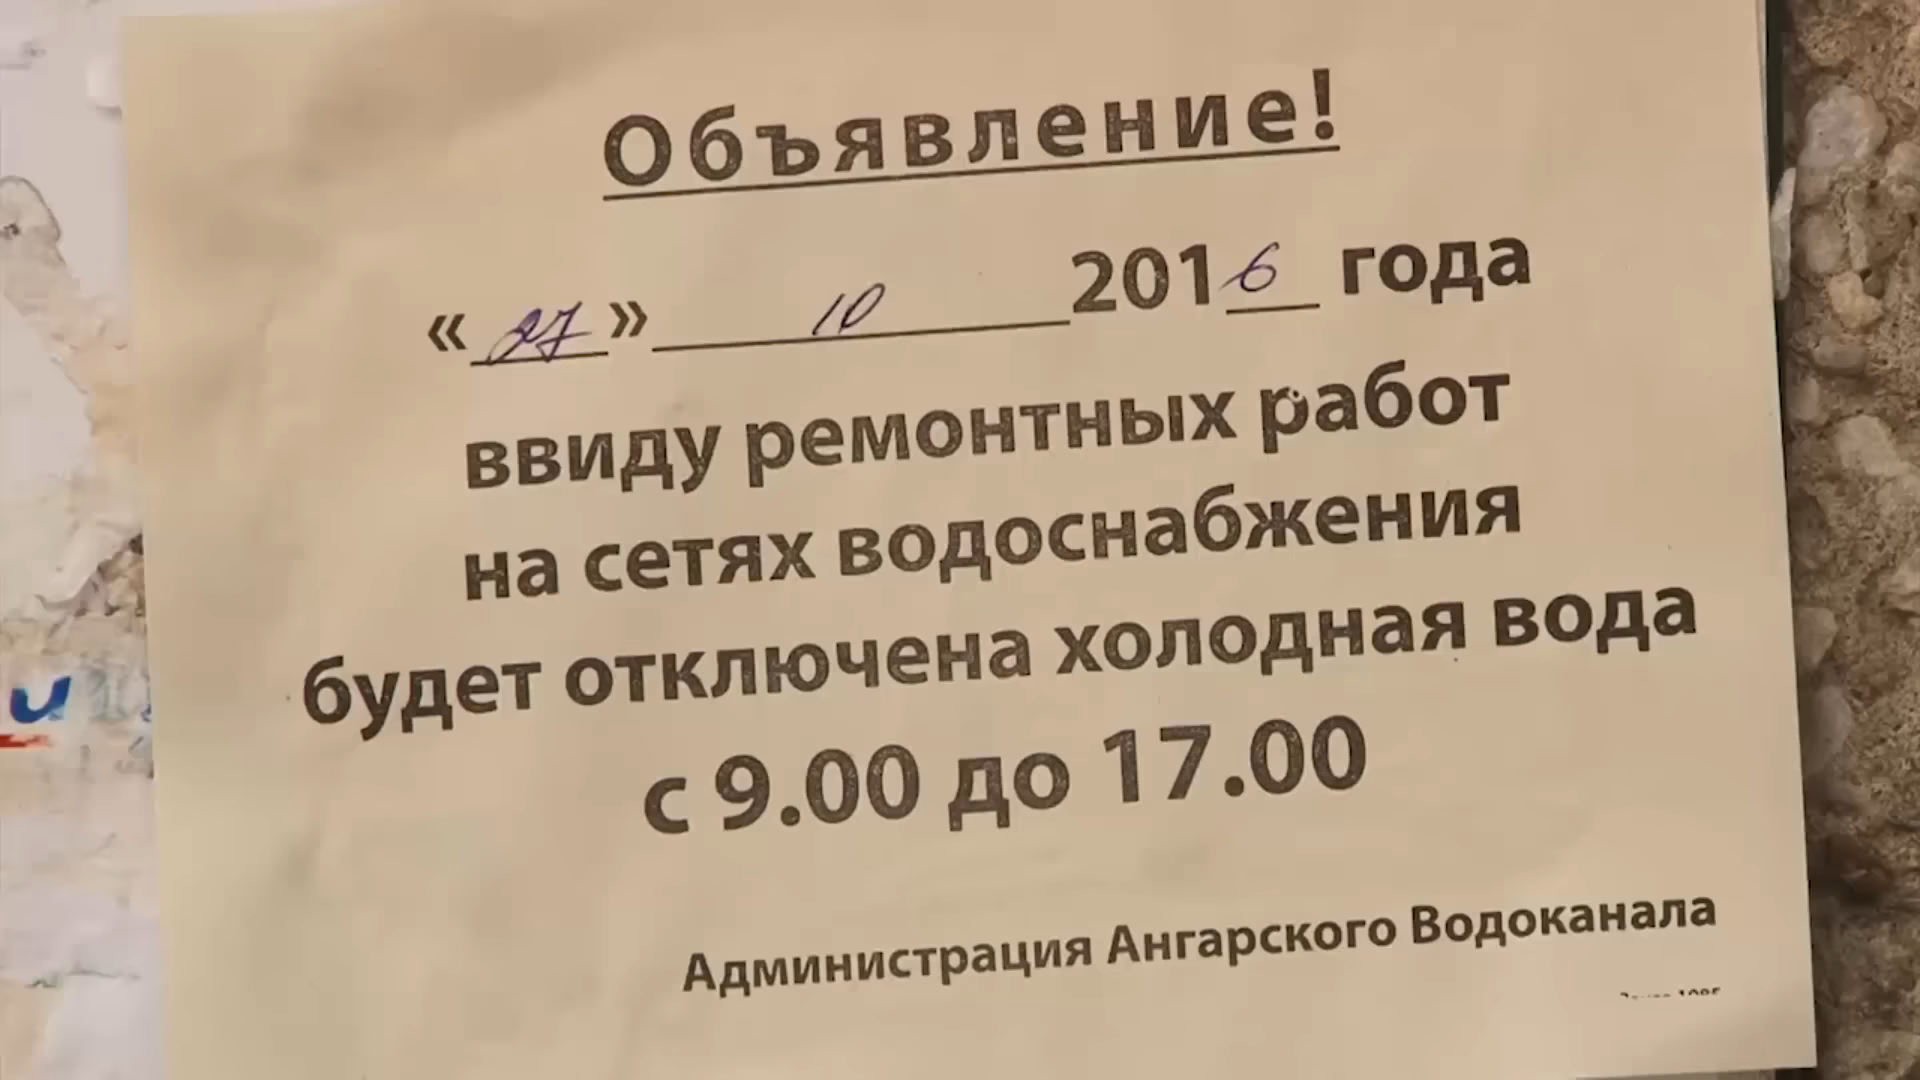 Объявление!
«27» 10 2016 года
ввиду ремонтных работ
на сетях водоснабжения
будет отключена холодная вода
с 9.00 до 17.00
Администрация Ангарского Водоканала